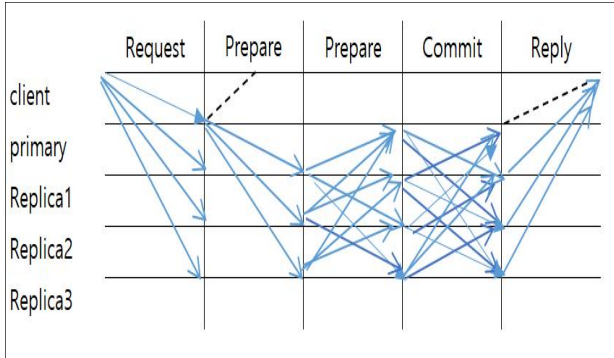 Request Prepare Prepare Commit Reply
client
primary
Replica1
Replica2
Replica3